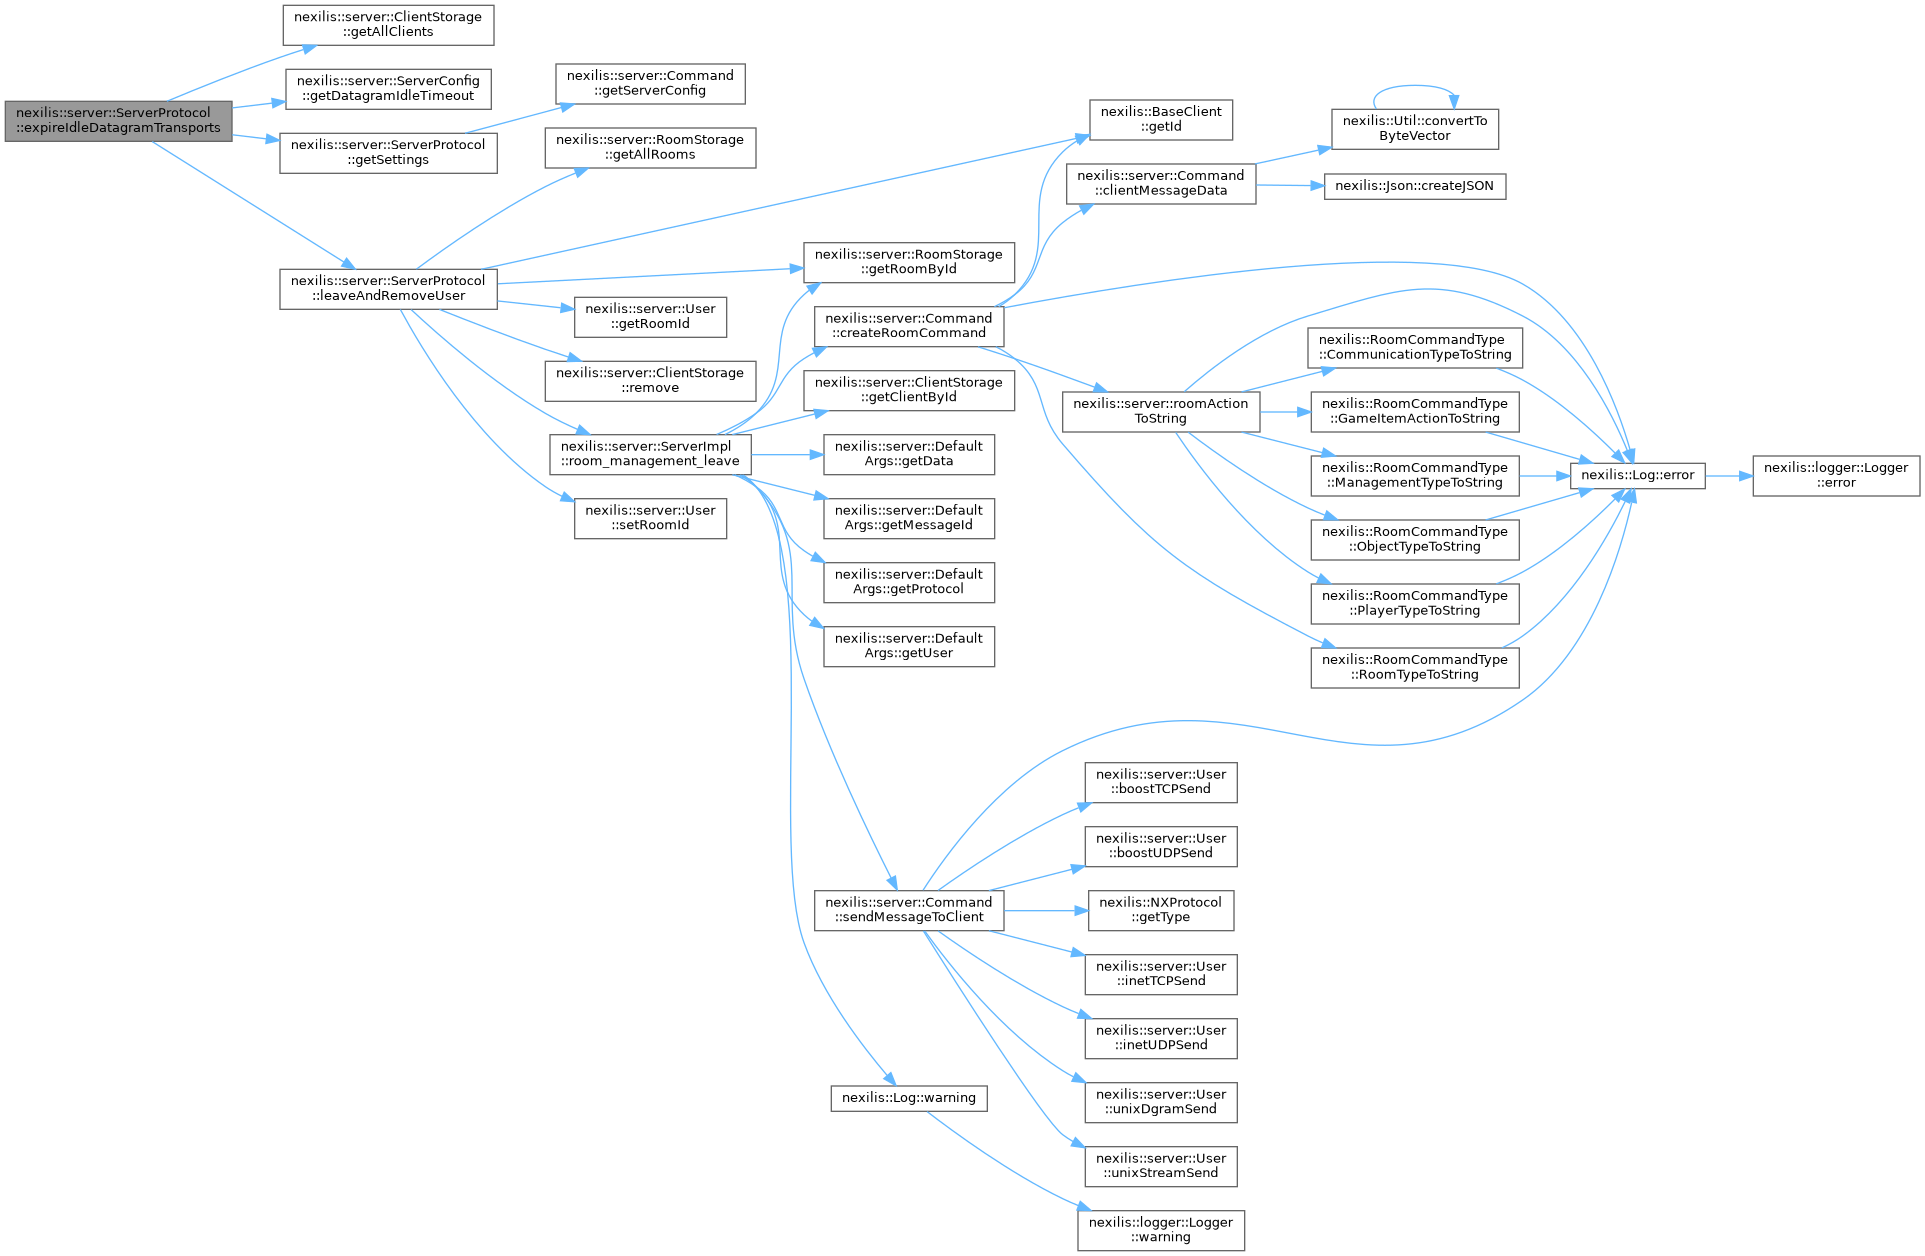 nexilis::server::ServerProtocol
::expireIdleDatagramTransports
nexilis::server::ClientStorage
::getAllClients
nexilis::server::ServerConfig
::getDatagramIdleTimeout
nexilis::server::ServerProtocol
::getSettings
nexilis::server::Command
::getServerConfig
nexilis::server::ServerProtocol
::leaveAndRemoveUser
nexilis::server::RoomStorage
::getAllRooms
nexilis::BaseClient
::getId
nexilis::server::RoomStorage
::getRoomById
nexilis::server::User
::getRoomId
nexilis::server::ClientStorage
::remove
nexilis::server::ServerImpl
::room_management_leave
nexilis::server::User
::setRoomId
nexilis::server::Command
::createRoomCommand
nexilis::server::ClientStorage
::getClientById
nexilis::server::Default
Args::getData
nexilis::server::Default
Args::getMessageId
nexilis::server::Default
Args::getProtocol
nexilis::server::Default
Args::getUser
nexilis::server::Command
::sendMessageToClient
nexilis::Log::warning
nexilis::server::Command
::clientMessageData
nexilis::Util::convertTo
ByteVector
nexilis::Json::createJSON
nexilis::server::roomAction
ToString
nexilis::RoomCommandType
::CommunicationTypeToString
nexilis::RoomCommandType
::GameItemActionToString
nexilis::RoomCommandType
::ManagementTypeToString
nexilis::RoomCommandType
::ObjectTypeToString
nexilis::RoomCommandType
::PlayerTypeToString
nexilis::RoomCommandType
::RoomTypeToString
nexilis::Log::error
nexilis::logger::Logger
::error
nexilis::server::User
::boostTCPSend
nexilis::server::User
::boostUDPSend
nexilis::NXProtocol
::getType
nexilis::server::User
::inetTCPSend
nexilis::server::User
::inetUDPSend
nexilis::server::User
::unixDgramSend
nexilis::server::User
::unixStreamSend
nexilis::logger::Logger
::warning